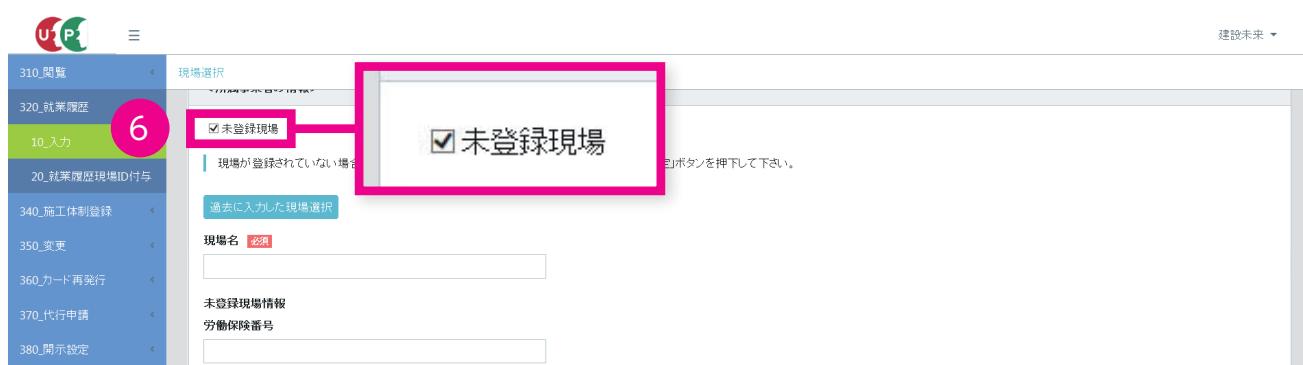 U P
建設未来
310_閲覧
現場選択
320_就業履歴
6
10_入力
20_就業履歴現場ID付与
340_施工体制登録
350_変更
360_カード再発行
370_代行申請
380_開示設定
未登録現場
未登録現場
現場が登録されていない場合
ボタンを押下して下さい。
過去に入力した現場選択
現場名 必須
未登録現場情報
労働保険番号